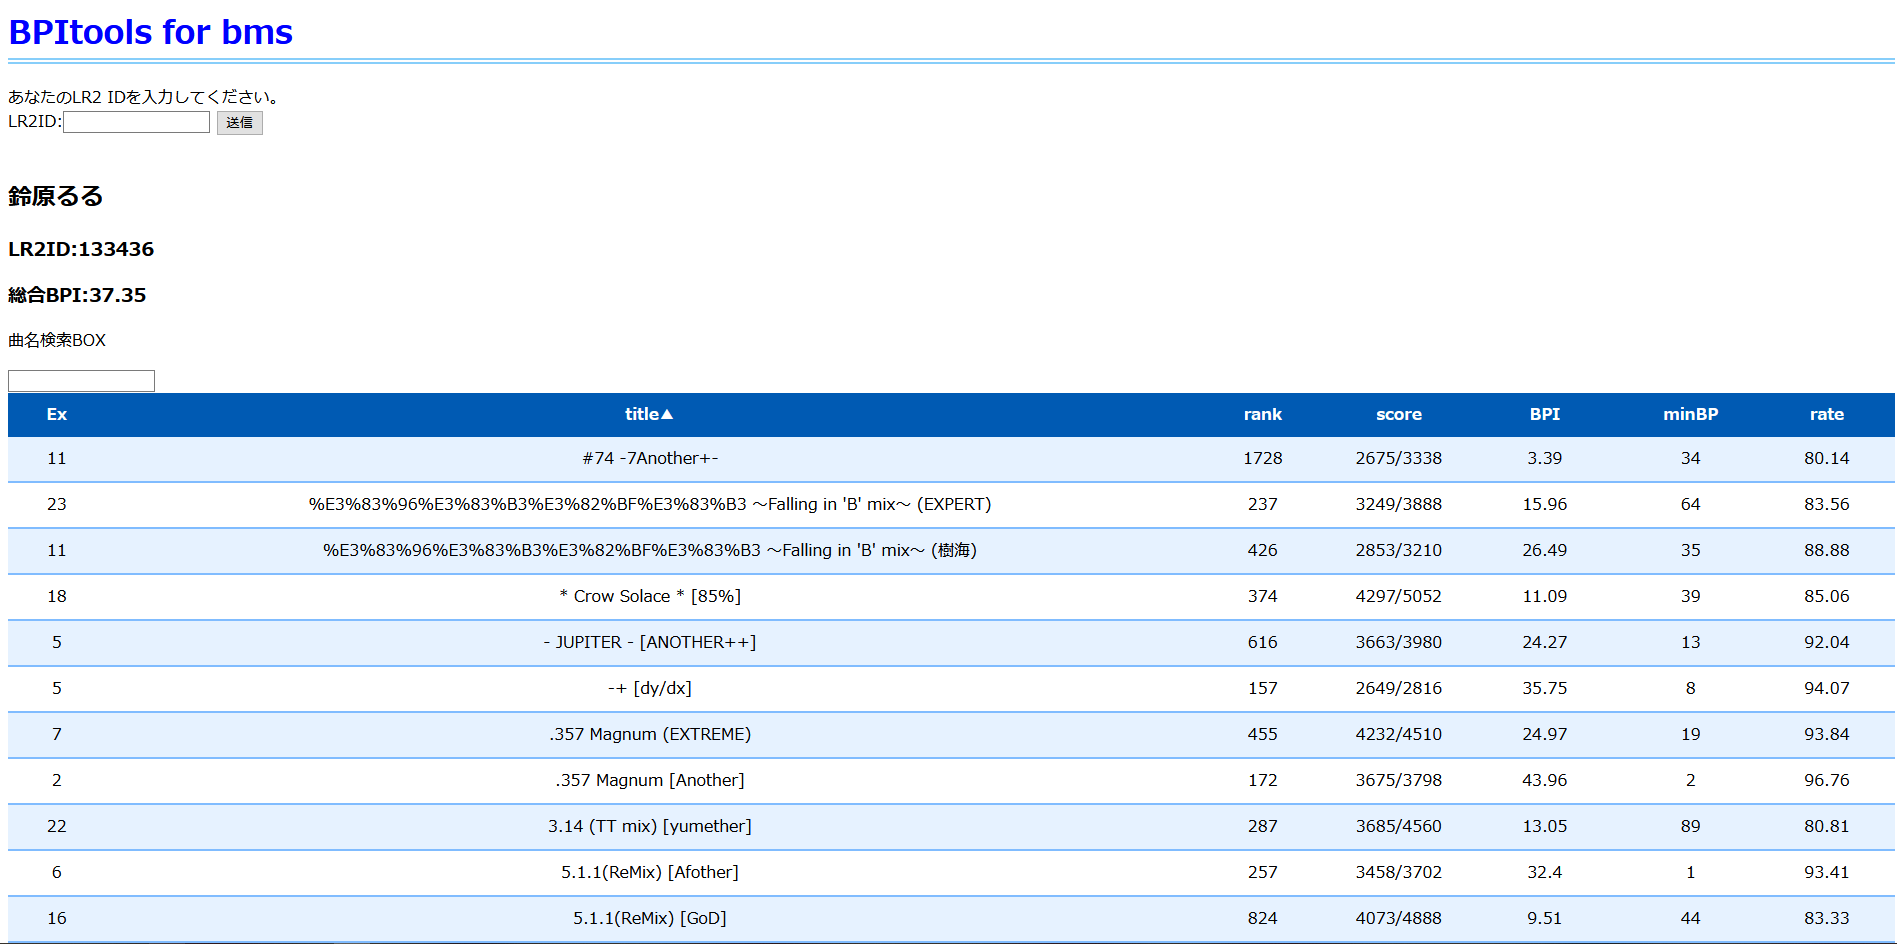 BPItools for bms
あなたのLR2 IDを入力してください。
LR2ID: 送信
鈴原るる
LR2ID:133436
総合BPI:37.35
曲名検索BOX
Ex title▲ rank score BPI minBP rate
11 #74 -7Another+- 1728 2675/3338 3.39 34 80.14
23 %E3%83%96%E3%83%B3%E3%82%BF%E3%83%B3 ～Falling in 'B' mix～ (EXPERT) 237 3249/3888 15.96 64 83.56
11 %E3%83%96%E3%83%B3%E3%82%BF%E3%83%B3 ～Falling in 'B' mix～ (樹海) 426 2853/3210 26.49 35 88.88
18 * Crow Solace * [85%] 374 4297/5052 11.09 39 85.06
5 - JUPITER - [ANOTHER++] 616 3663/3980 24.27 13 92.04
5 -+ [dy/dx] 157 2649/2816 35.75 8 94.07
7 .357 Magnum (EXTREME) 455 4232/4510 24.97 19 93.84
2 .357 Magnum [Another] 172 3675/3798 43.96 2 96.76
22 3.14 (TT mix) [yumether] 287 3685/4560 13.05 89 80.81
6 5.1.1(ReMix) [Afother] 257 3458/3702 32.4 1 93.41
16 5.1.1(ReMix) [GoD] 824 4073/4888 9.51 44 83.33